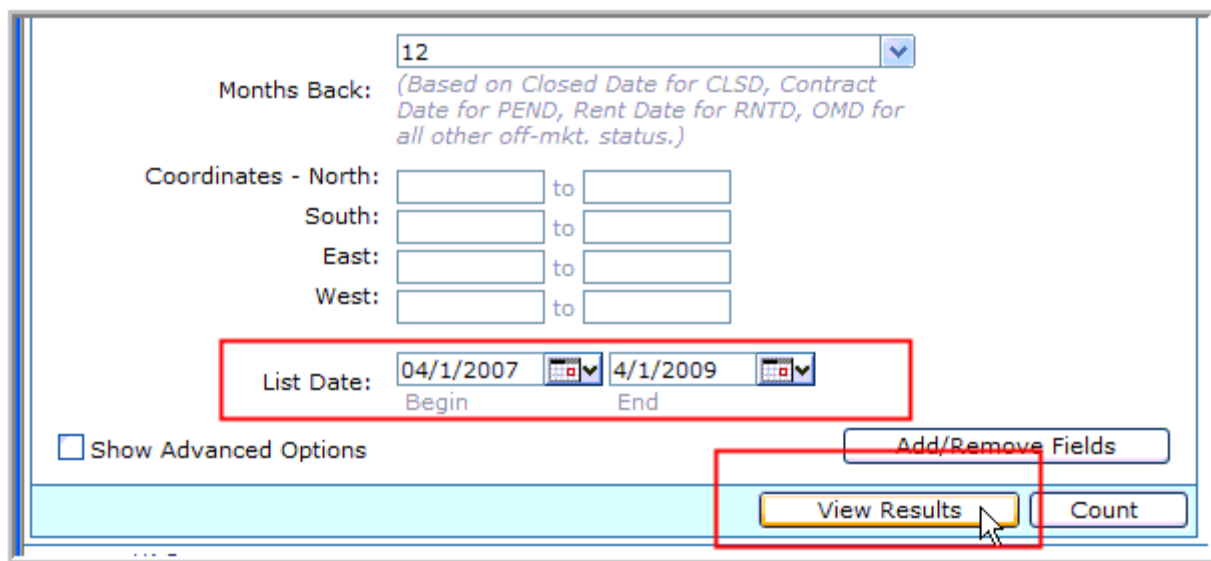 12
Months Back:
(Based on Closed Date for CLSD, Contract
Date for PEND, Rent Date for RNTD, OMD for
all other off-mkt. status.)
Coordinates - North: to
South: to
East: to
West: to
List Date: 04/1/2007 4/1/2009
Begin End
Show Advanced Options Add/Remove Fields
View Results Count